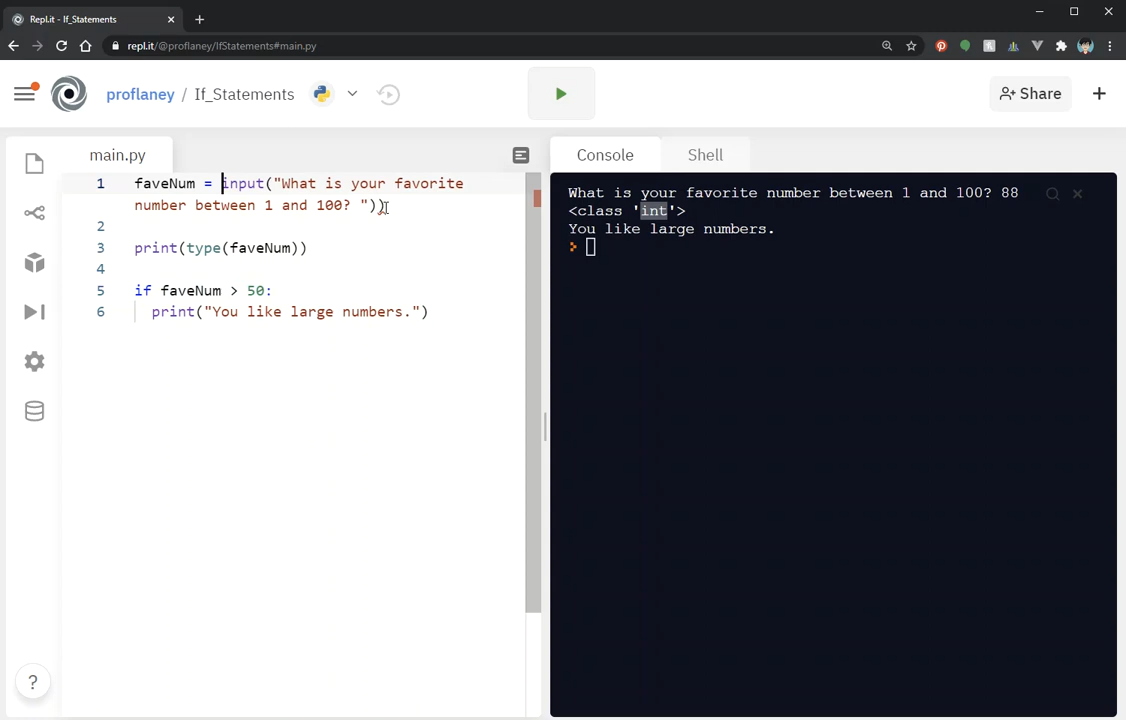 Repl.it - If_Statements
repl.it/@proflaney/IfStatements#main.py
proflaney / If_Statements
Share
main.py
1 faveNum = input("What is your favorite
number between 1 and 100? "))
2
3 print(type(faveNum))
4
5 if faveNum > 50:
6 print("You like large numbers.")
Console Shell
What is your favorite number between 1 and 100? 88
<class 'int'>
You like large numbers.
?